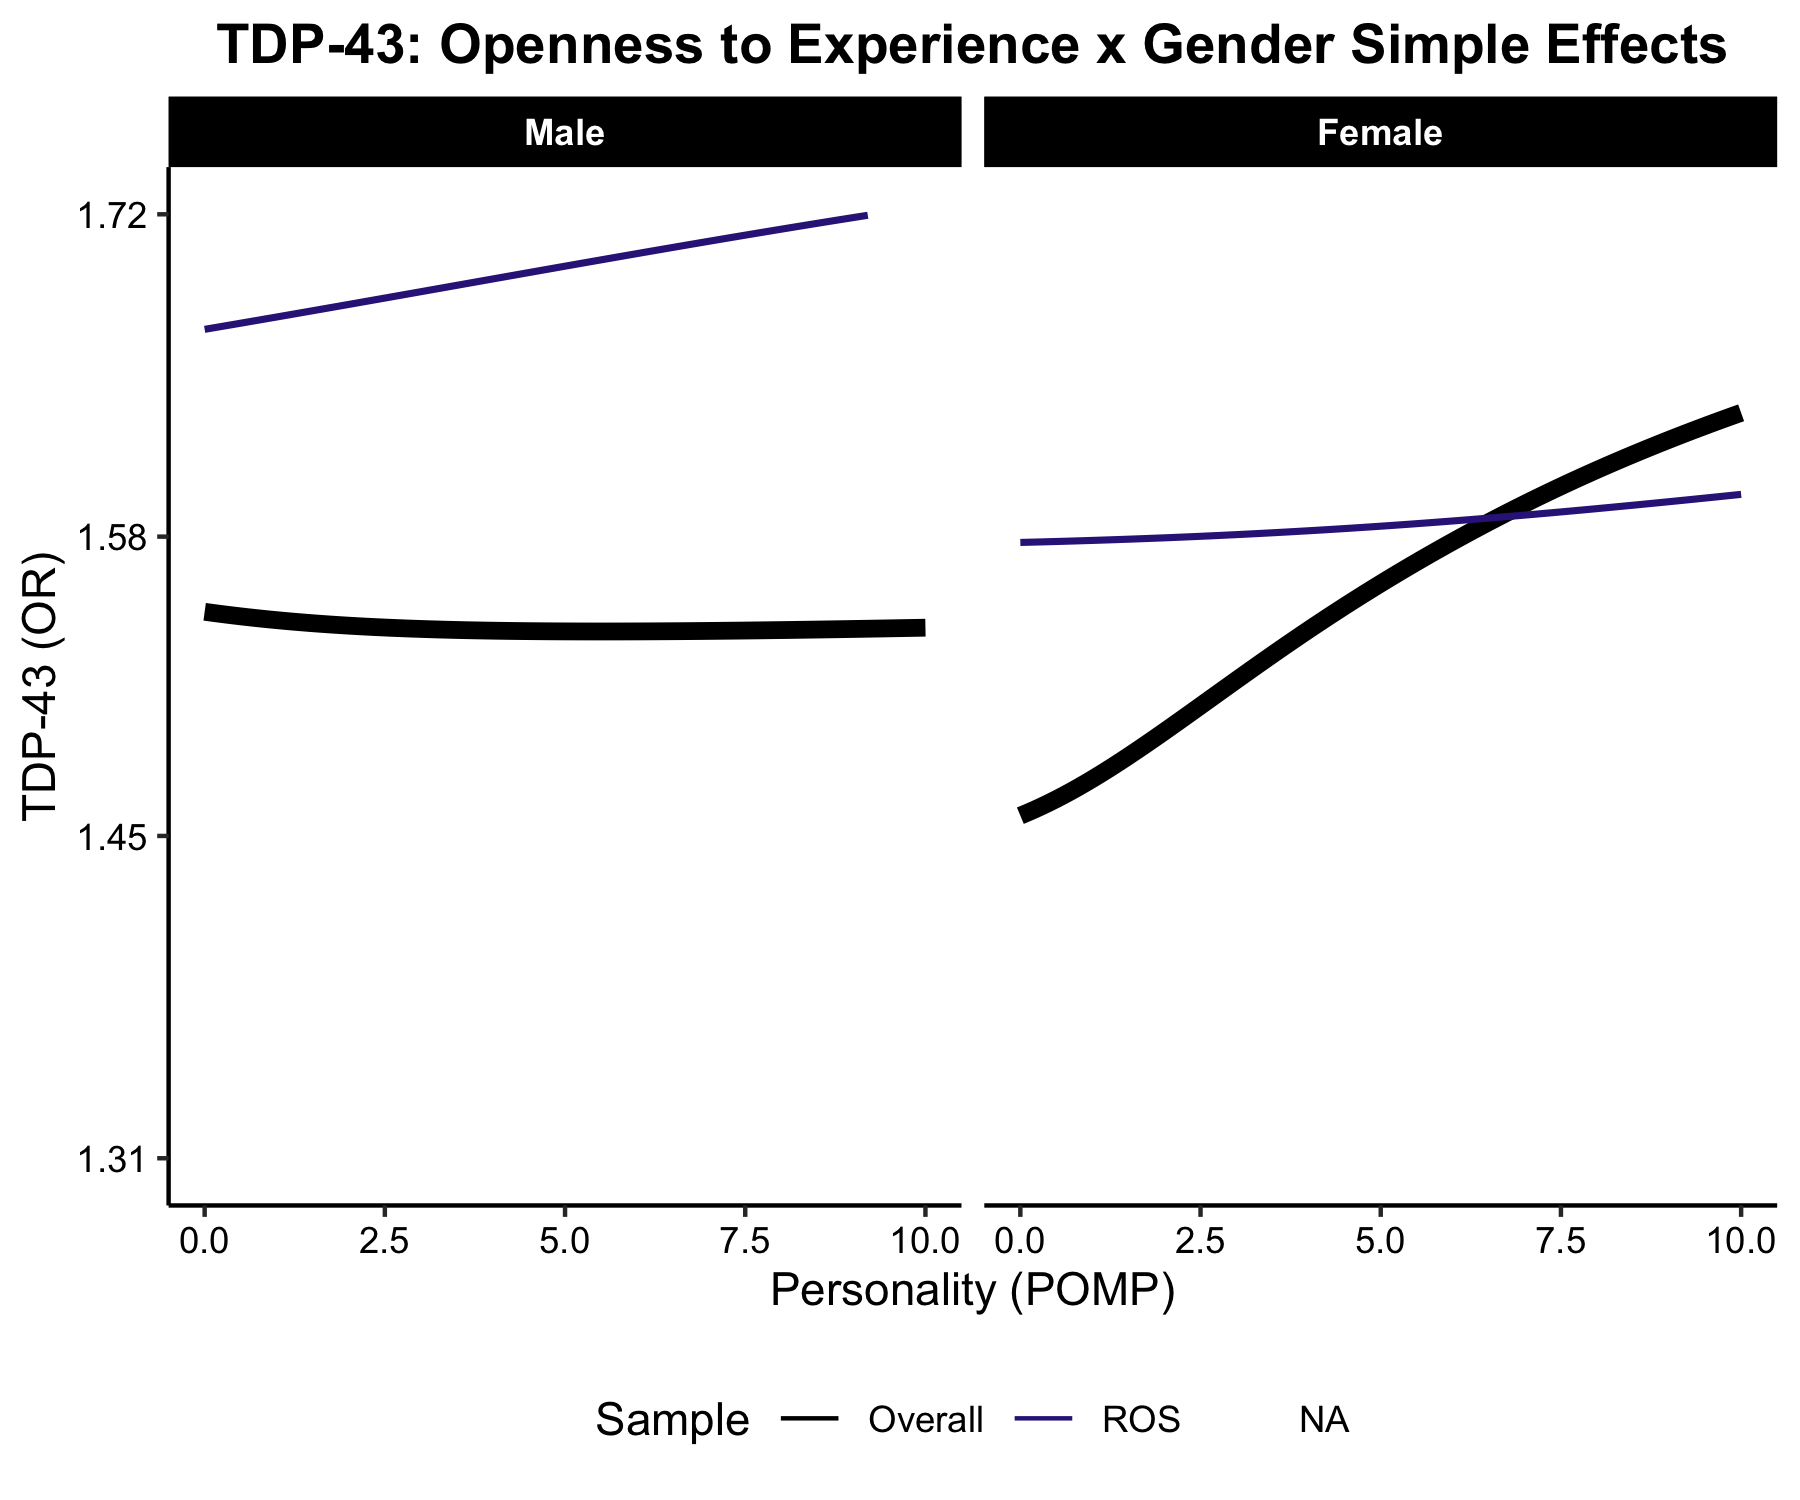 TDP-43: Openness to Experience x Gender Simple Effects
Male
Female
TDP-43 (OR)
1.72
1.58
1.45
1.31
0.0 2.5 5.0 7.5 10.0
0.0 2.5 5.0 7.5 10.0
Personality (POMP)
Sample Overall ROS NA